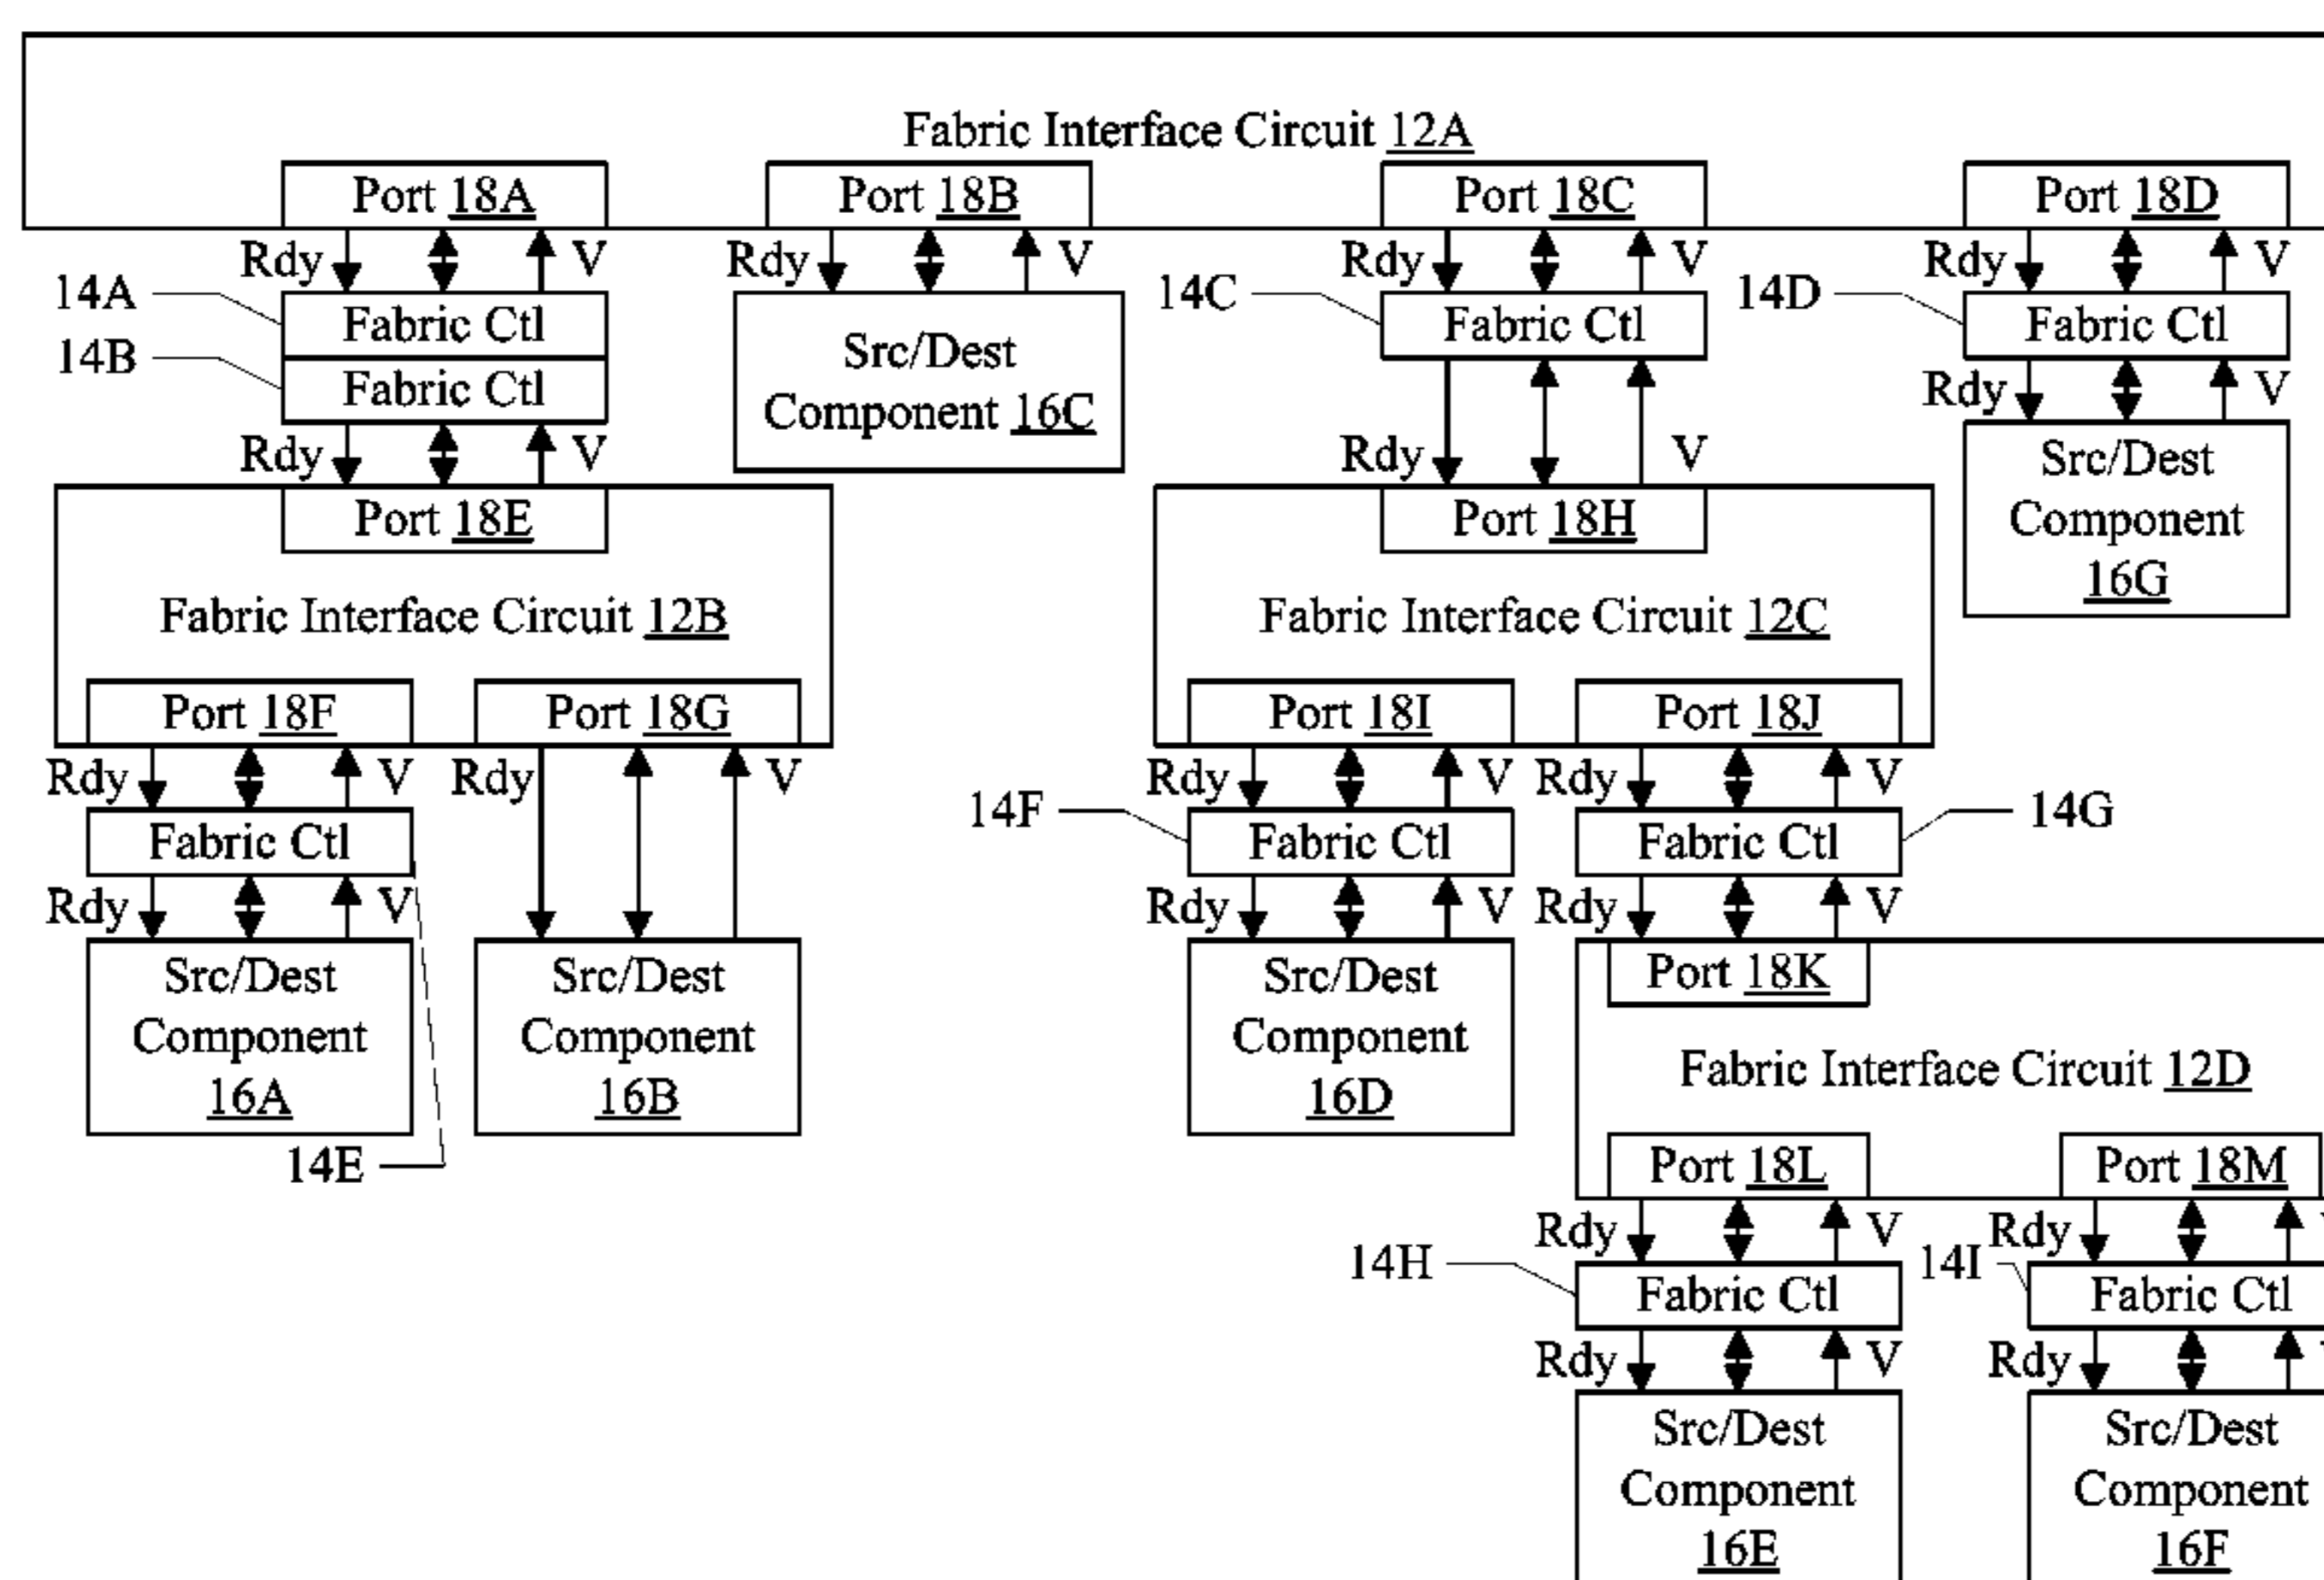 Fabric Interface Circuit 12A
Port 18A
Port 18B
Port 18C
Port 18D
Rdy
V
Rdy
V
Rdy
V
Rdy
V
14A
Fabric Ctl
14B
Fabric Ctl
Src/Dest
Component 16C
14C
Fabric Ctl
14D
Fabric Ctl
Rdy
V
Rdy
V
Rdy
V
Src/Dest
Component
16G
Port 18E
Fabric Interface Circuit 12B
Port 18F
Port 18G
Port 18H
Fabric Interface Circuit 12C
Port 18I
Port 18J
Rdy
V
Rdy
V
Rdy
V
Rdy
V
Fabric Ctl
14F
Fabric Ctl
Fabric Ctl
14G
Rdy
V
Rdy
V
Rdy
V
Src/Dest
Component
16A
14E
Src/Dest
Component
16B
Src/Dest
Component
16D
Port 18K
Fabric Interface Circuit 12D
Port 18L
Port 18M
Rdy
V
Rdy
14H
Fabric Ctl
14I
Fabric Ctl
Rdy
V
Rdy
Src/Dest
Component
16E
Src/Dest
Component
16F